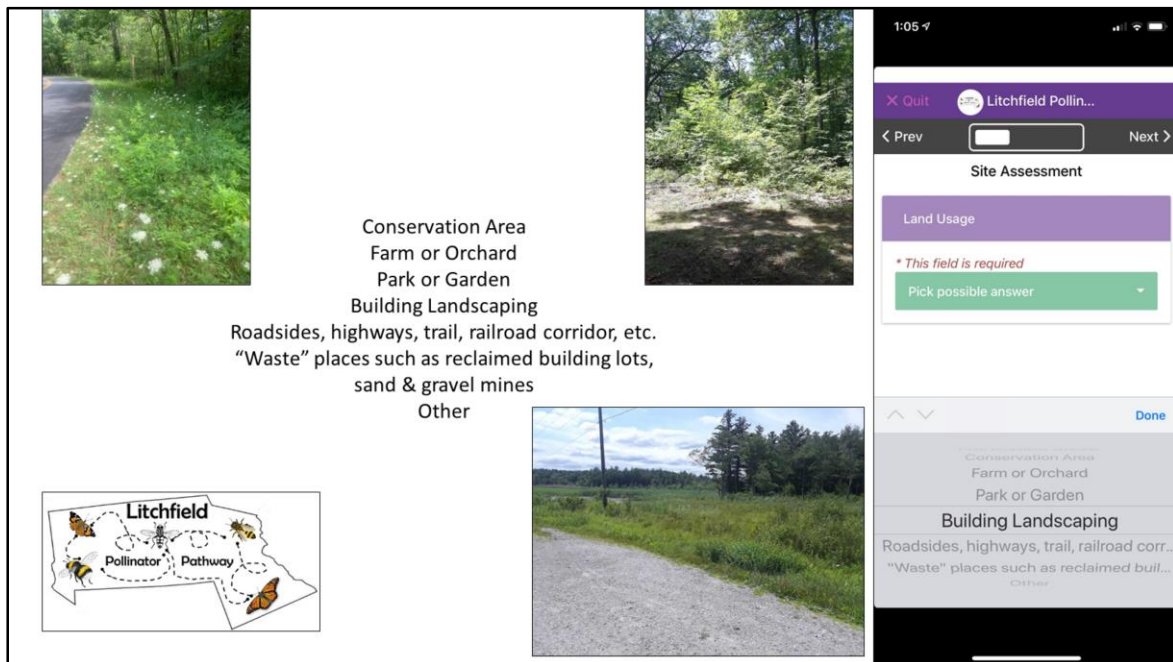 Conservation Area
Farm or Orchard
Park or Garden
Building Landscaping
Roadsides, highways, trail, railroad corridor, etc.
“Waste” places such as reclaimed building lots,
sand & gravel mines
Other
Litchfield
Pollinator Pathway
1:05
X Quit Litchfield Pollin...
< Prev Next >
Site Assessment
Land Usage
* This field is required
Pick possible answer
Done
Conservation Area
Farm or Orchard
Park or Garden
Building Landscaping
Roadsides, highways, trail, railroad corr...
“Waste” places such as reclaimed buil...
Other